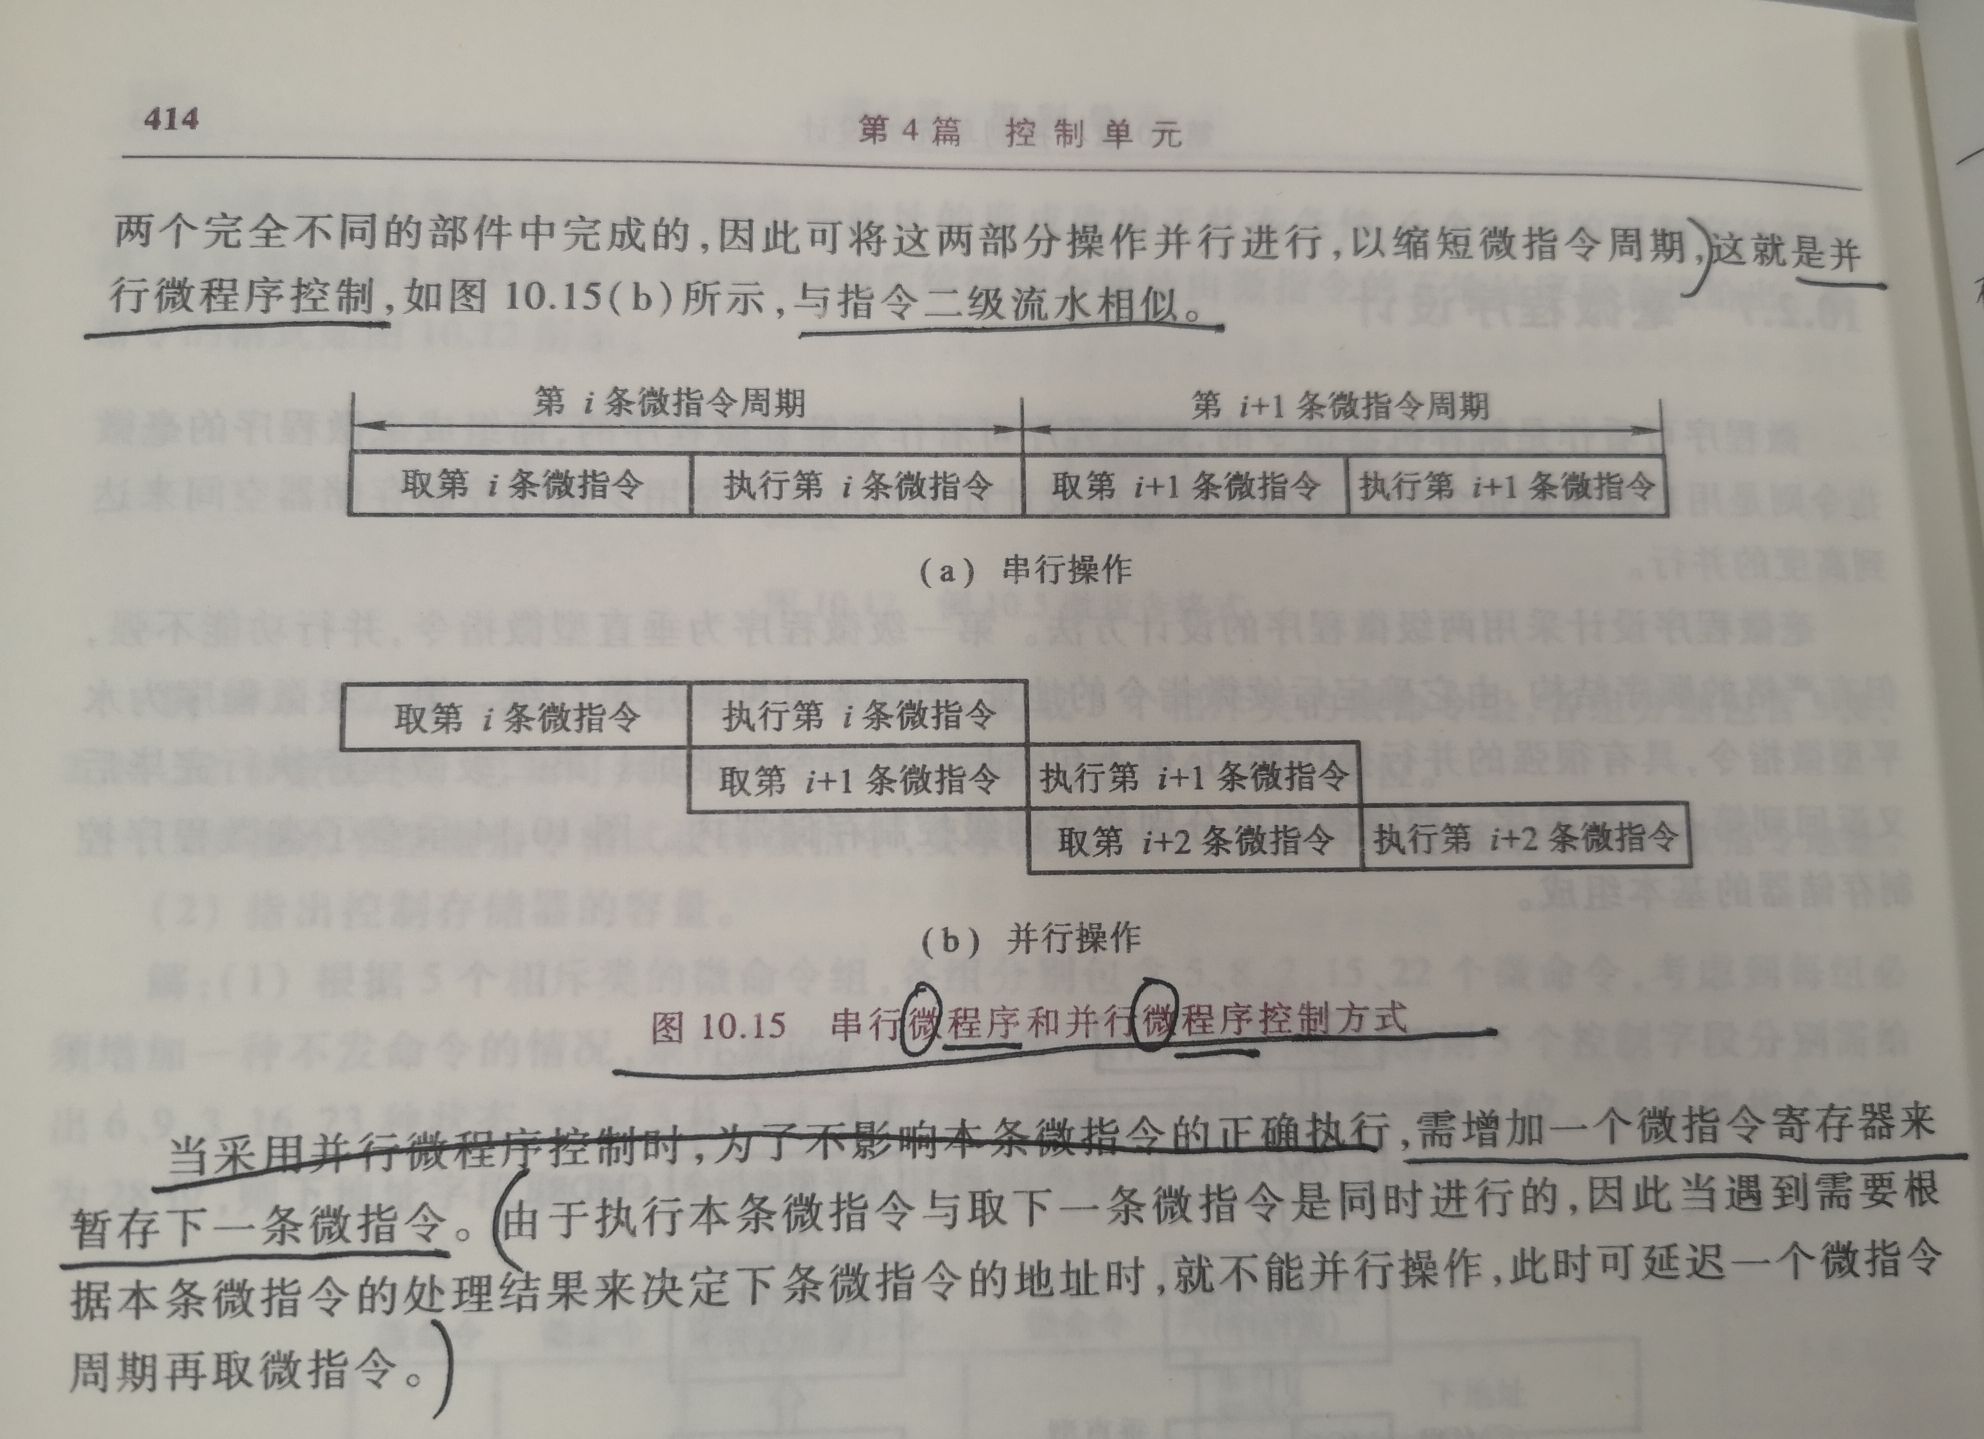 414
第4篇 控制单元
两个完全不同的部件中完成的,因此可将这两部分操作并行进行,以缩短微指令周期,这就是并
行微程序控制,如图 10.15(b)所示,与指令二级流水相似。
第 i 条微指令周期 第 i+1 条微指令周期
取第 i 条微指令 执行第 i 条微指令 取第 i+1 条微指令 执行第 i+1 条微指令
(a) 串行操作
取第 i 条微指令 执行第 i 条微指令
取第 i+1 条微指令 执行第 i+1 条微指令
取第 i+2 条微指令 执行第 i+2 条微指令
(b) 并行操作
图 10.15 串行微程序和并行微程序控制方式
当采用并行微程序控制时,为了不影响本条微指令的正确执行,需增加一个微指令寄存器来
暂存下一条微指令。由于执行本条微指令与取下一条微指令是同时进行的,因此当遇到需要根
据本条微指令的处理结果来决定下条微指令的地址时,就不能并行操作,此时可延迟一个微指令
周期再取微指令。